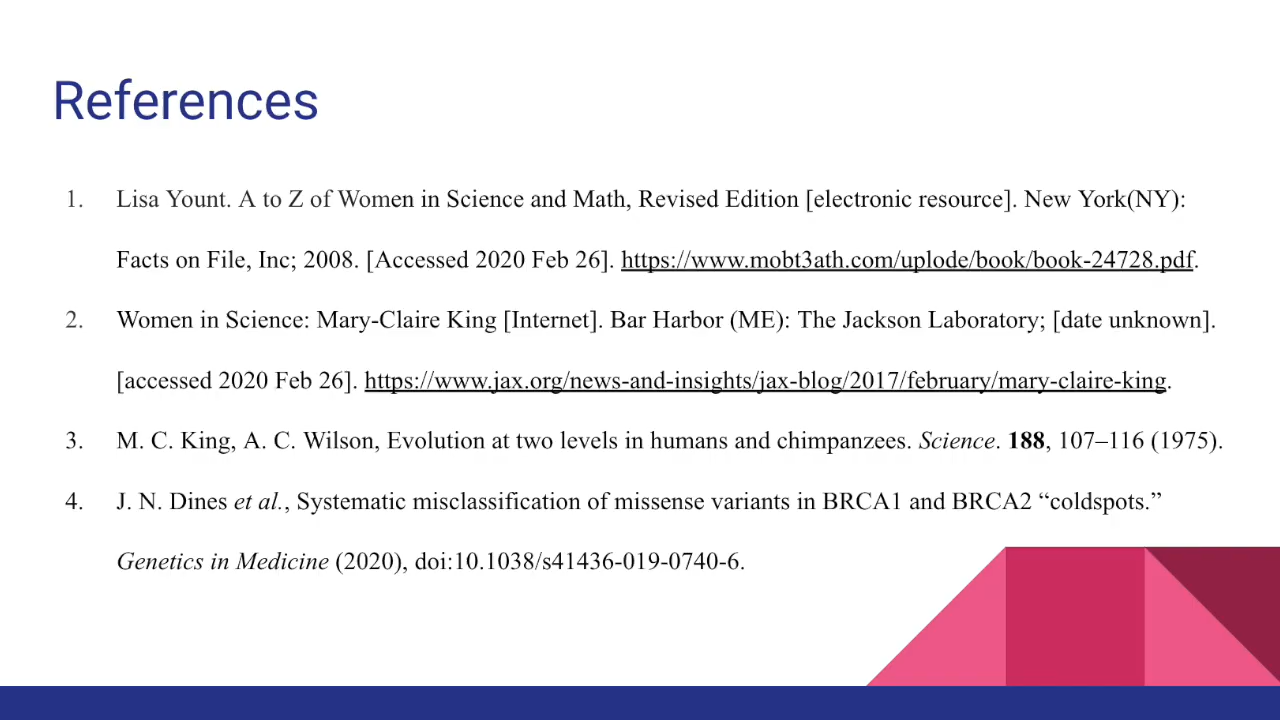 References
1. Lisa Yount. A to Z of Women in Science and Math, Revised Edition [electronic resource]. New York(NY):
Facts on File, Inc; 2008. [Accessed 2020 Feb 26]. https://www.mobt3ath.com/uplode/book/book-24728.pdf.
2. Women in Science: Mary-Claire King [Internet]. Bar Harbor (ME): The Jackson Laboratory; [date unknown].
[accessed 2020 Feb 26]. https://www.jax.org/news-and-insights/jax-blog/2017/february/mary-claire-king.
3. M. C. King, A. C. Wilson, Evolution at two levels in humans and chimpanzees. Science. 188, 107–116 (1975).
4. J. N. Dines et al., Systematic misclassification of missense variants in BRCA1 and BRCA2 “coldspots.”
Genetics in Medicine (2020), doi:10.1038/s41436-019-0740-6.